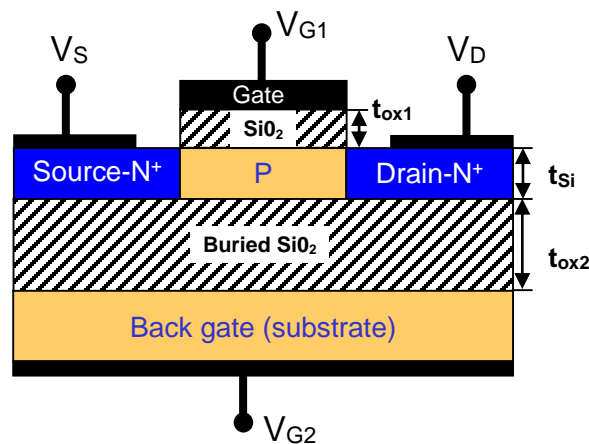 V_G1
V_S
V_D
Gate
t_ox1
Si0₂
Source-N⁺
P
Drain-N⁺
t_Si
Buried Si0₂
t_ox2
Back gate (substrate)
V_G2